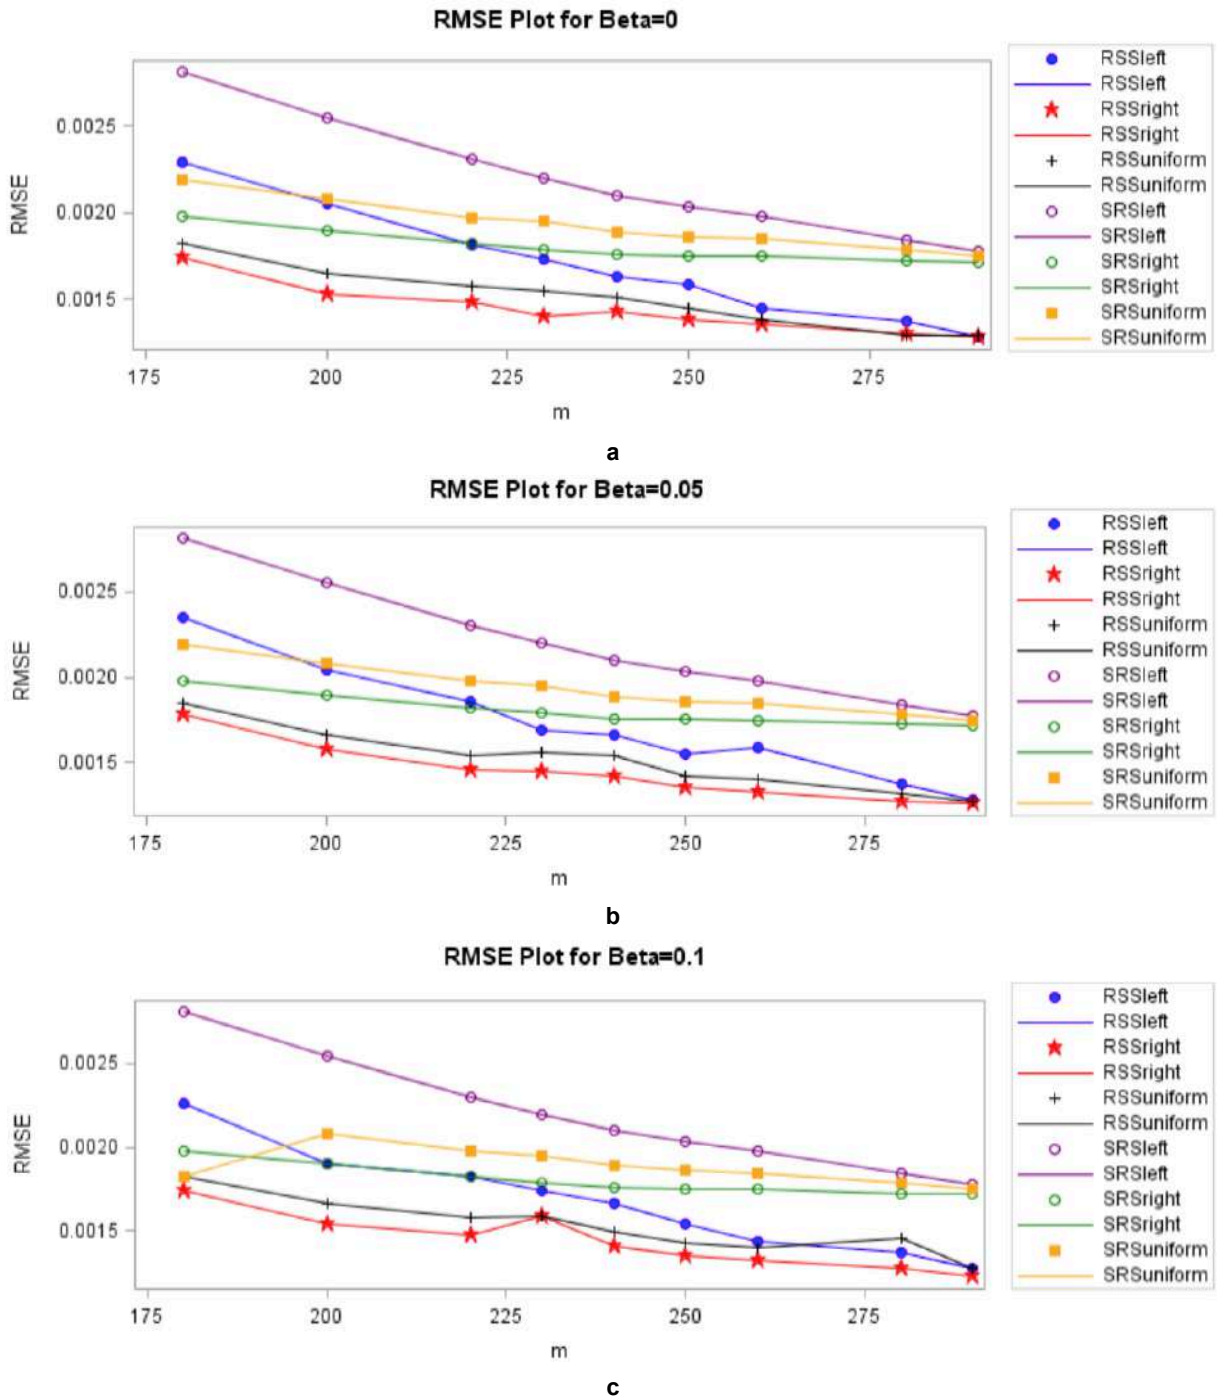 RMSE Plot for Beta=0
RMSE
0.0025
0.0020
0.0015
175 200 225 250 275
m
RSSleft
RSSleft
RSSright
RSSright
RSSuniform
RSSuniform
SRSleft
SRSleft
SRSright
SRSright
SRSuniform
SRSuniform
a
RMSE Plot for Beta=0.05
RMSE
0.0025
0.0020
0.0015
175 200 225 250 275
m
RSSleft
RSSleft
RSSright
RSSright
RSSuniform
RSSuniform
SRSleft
SRSleft
SRSright
SRSright
SRSuniform
SRSuniform
b
RMSE Plot for Beta=0.1
RMSE
0.0025
0.0020
0.0015
175 200 225 250 275
m
RSSleft
RSSleft
RSSright
RSSright
RSSuniform
RSSuniform
SRSleft
SRSleft
SRSright
SRSright
SRSuniform
SRSuniform
c